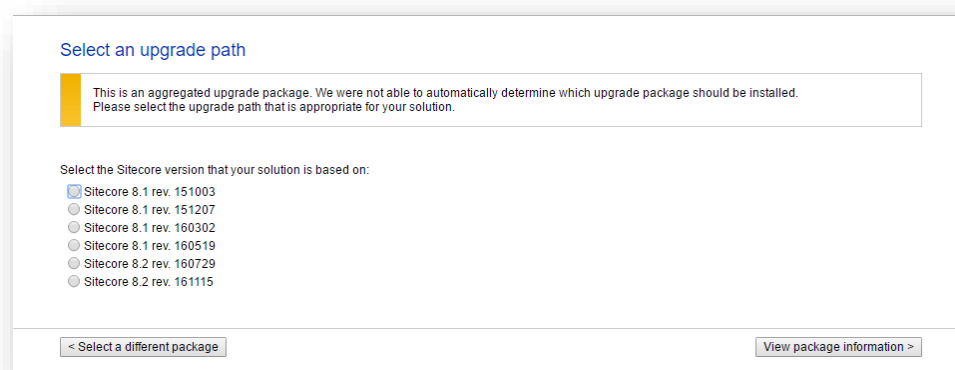 Select an upgrade path
This is an aggregated upgrade package. We were not able to automatically determine which upgrade package should be installed.
Please select the upgrade path that is appropriate for your solution.
Select the Sitecore version that your solution is based on:
Sitecore 8.1 rev. 151003
Sitecore 8.1 rev. 151207
Sitecore 8.1 rev. 160302
Sitecore 8.1 rev. 160519
Sitecore 8.2 rev. 160729
Sitecore 8.2 rev. 161115
< Select a different package
View package information >